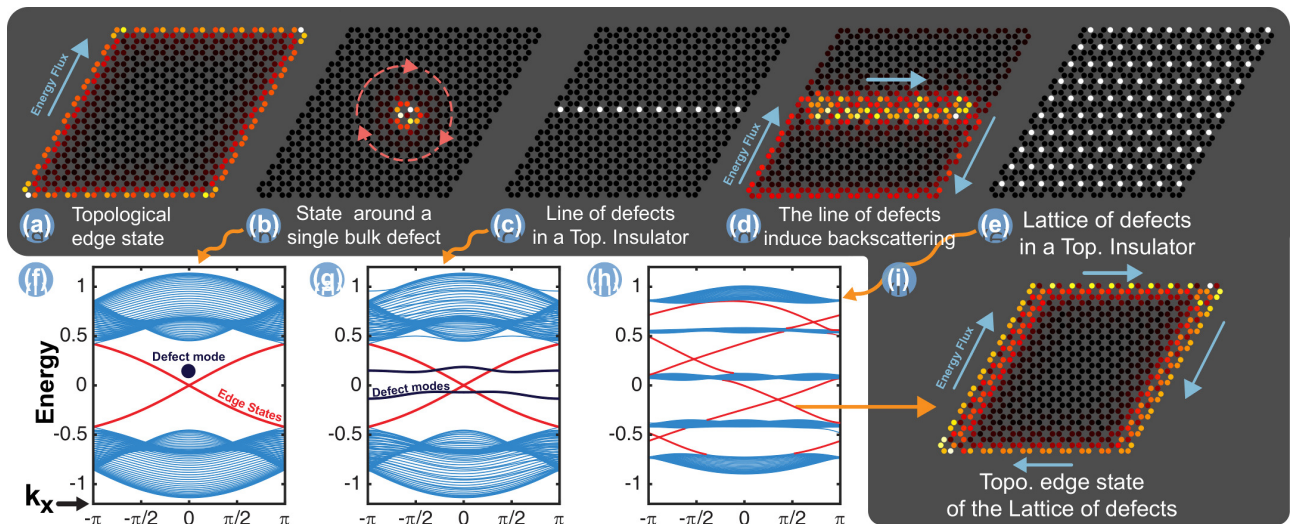 Energy Flux
Energy Flux
(a) Topological
edge state
(b) State around a
single bulk defect
(c) Line of defects
in a Top. Insulator
(d) The line of defects
induce backscattering
(e) Lattice of defects
in a Top. Insulator
(f)
(g)
(h)
(i)
1
0.5
0
-0.5
-1
Energy
Defect mode
Edge States
kx
-π
-π/2
0
π/2
π
1
0.5
0
-0.5
-1
Defect modes
-π
-π/2
0
π/2
π
1
0.5
0
-0.5
-1
-π
-π/2
0
π/2
π
Energy Flux
Topo. edge state
of the Lattice of defects